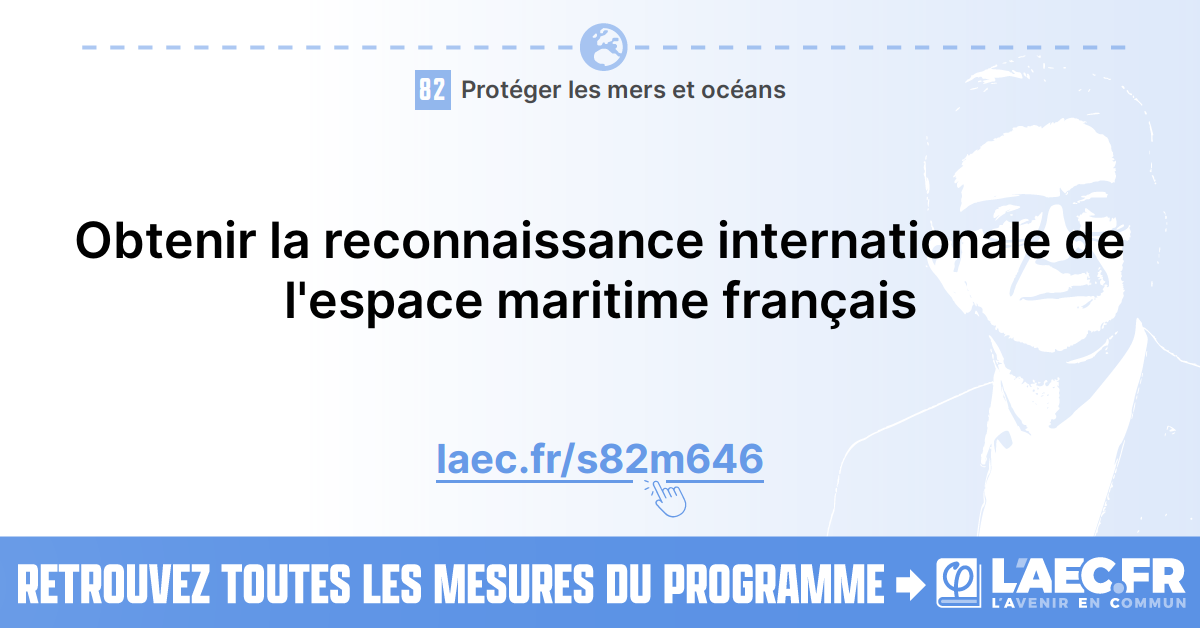 82 Protéger les mers et océans
Obtenir la reconnaissance internationale de
l'espace maritime français
laec.fr/s82m646
RETROUVEZ TOUTES LES MESURES DU PROGRAMME
L'AEC.FR
L'AVENIR EN COMMUN